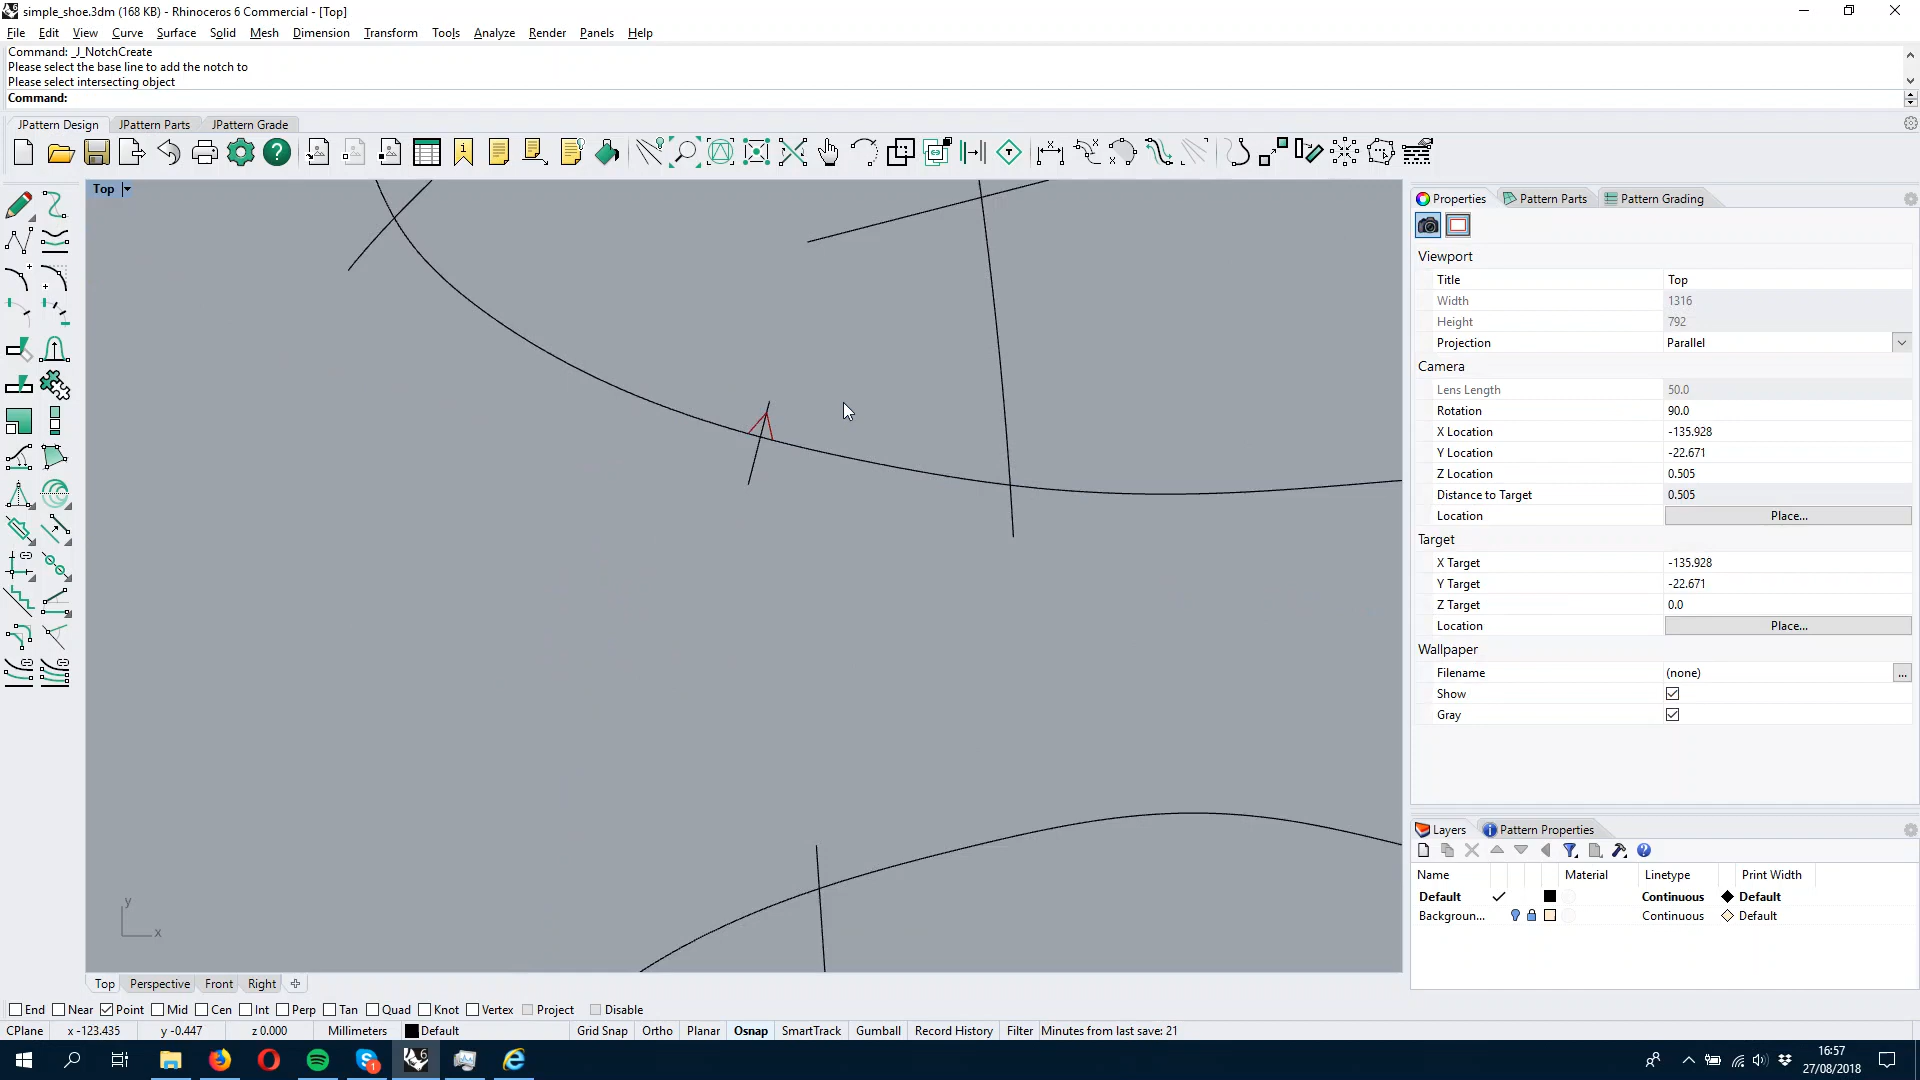 simple_shoe.3dm (168 KB) - Rhinoceros 6 Commercial - [Top]
File Edit View Curve Surface Solid Mesh Dimension Transform Tools Analyze Render Panels Help
Command: _J_NotchCreate
Please select the base line to add the notch to
Please select intersecting object
Command:
JPattern Design JPattern Parts JPattern Grade
Top
Properties Pattern Parts Pattern Grading
Viewport
Title Top
Width 1316
Height 792
Projection Parallel
Camera
Lens Length 50.0
Rotation 90.0
X Location -135.928
Y Location -22.671
Z Location 0.505
Distance to Target 0.505
Location Place...
Target
X Target -135.928
Y Target -22.671
Z Target 0.0
Location Place...
Wallpaper
Filename (none) ...
Show
Gray
Layers Pattern Properties
Name Material Linetype Print Width
Default Continuous Default
Backgroun... Continuous Default
y
x
Top Perspective Front Right
End Near Point Mid Cen Int Perp Tan Quad Knot Vertex Project Disable
CPlane x -123.435 y -0.447 z 0.000 Millimeters Default Grid Snap Ortho Planar Osnap SmartTrack Gumball Record History Filter Minutes from last save: 21
16:57
27/08/2018